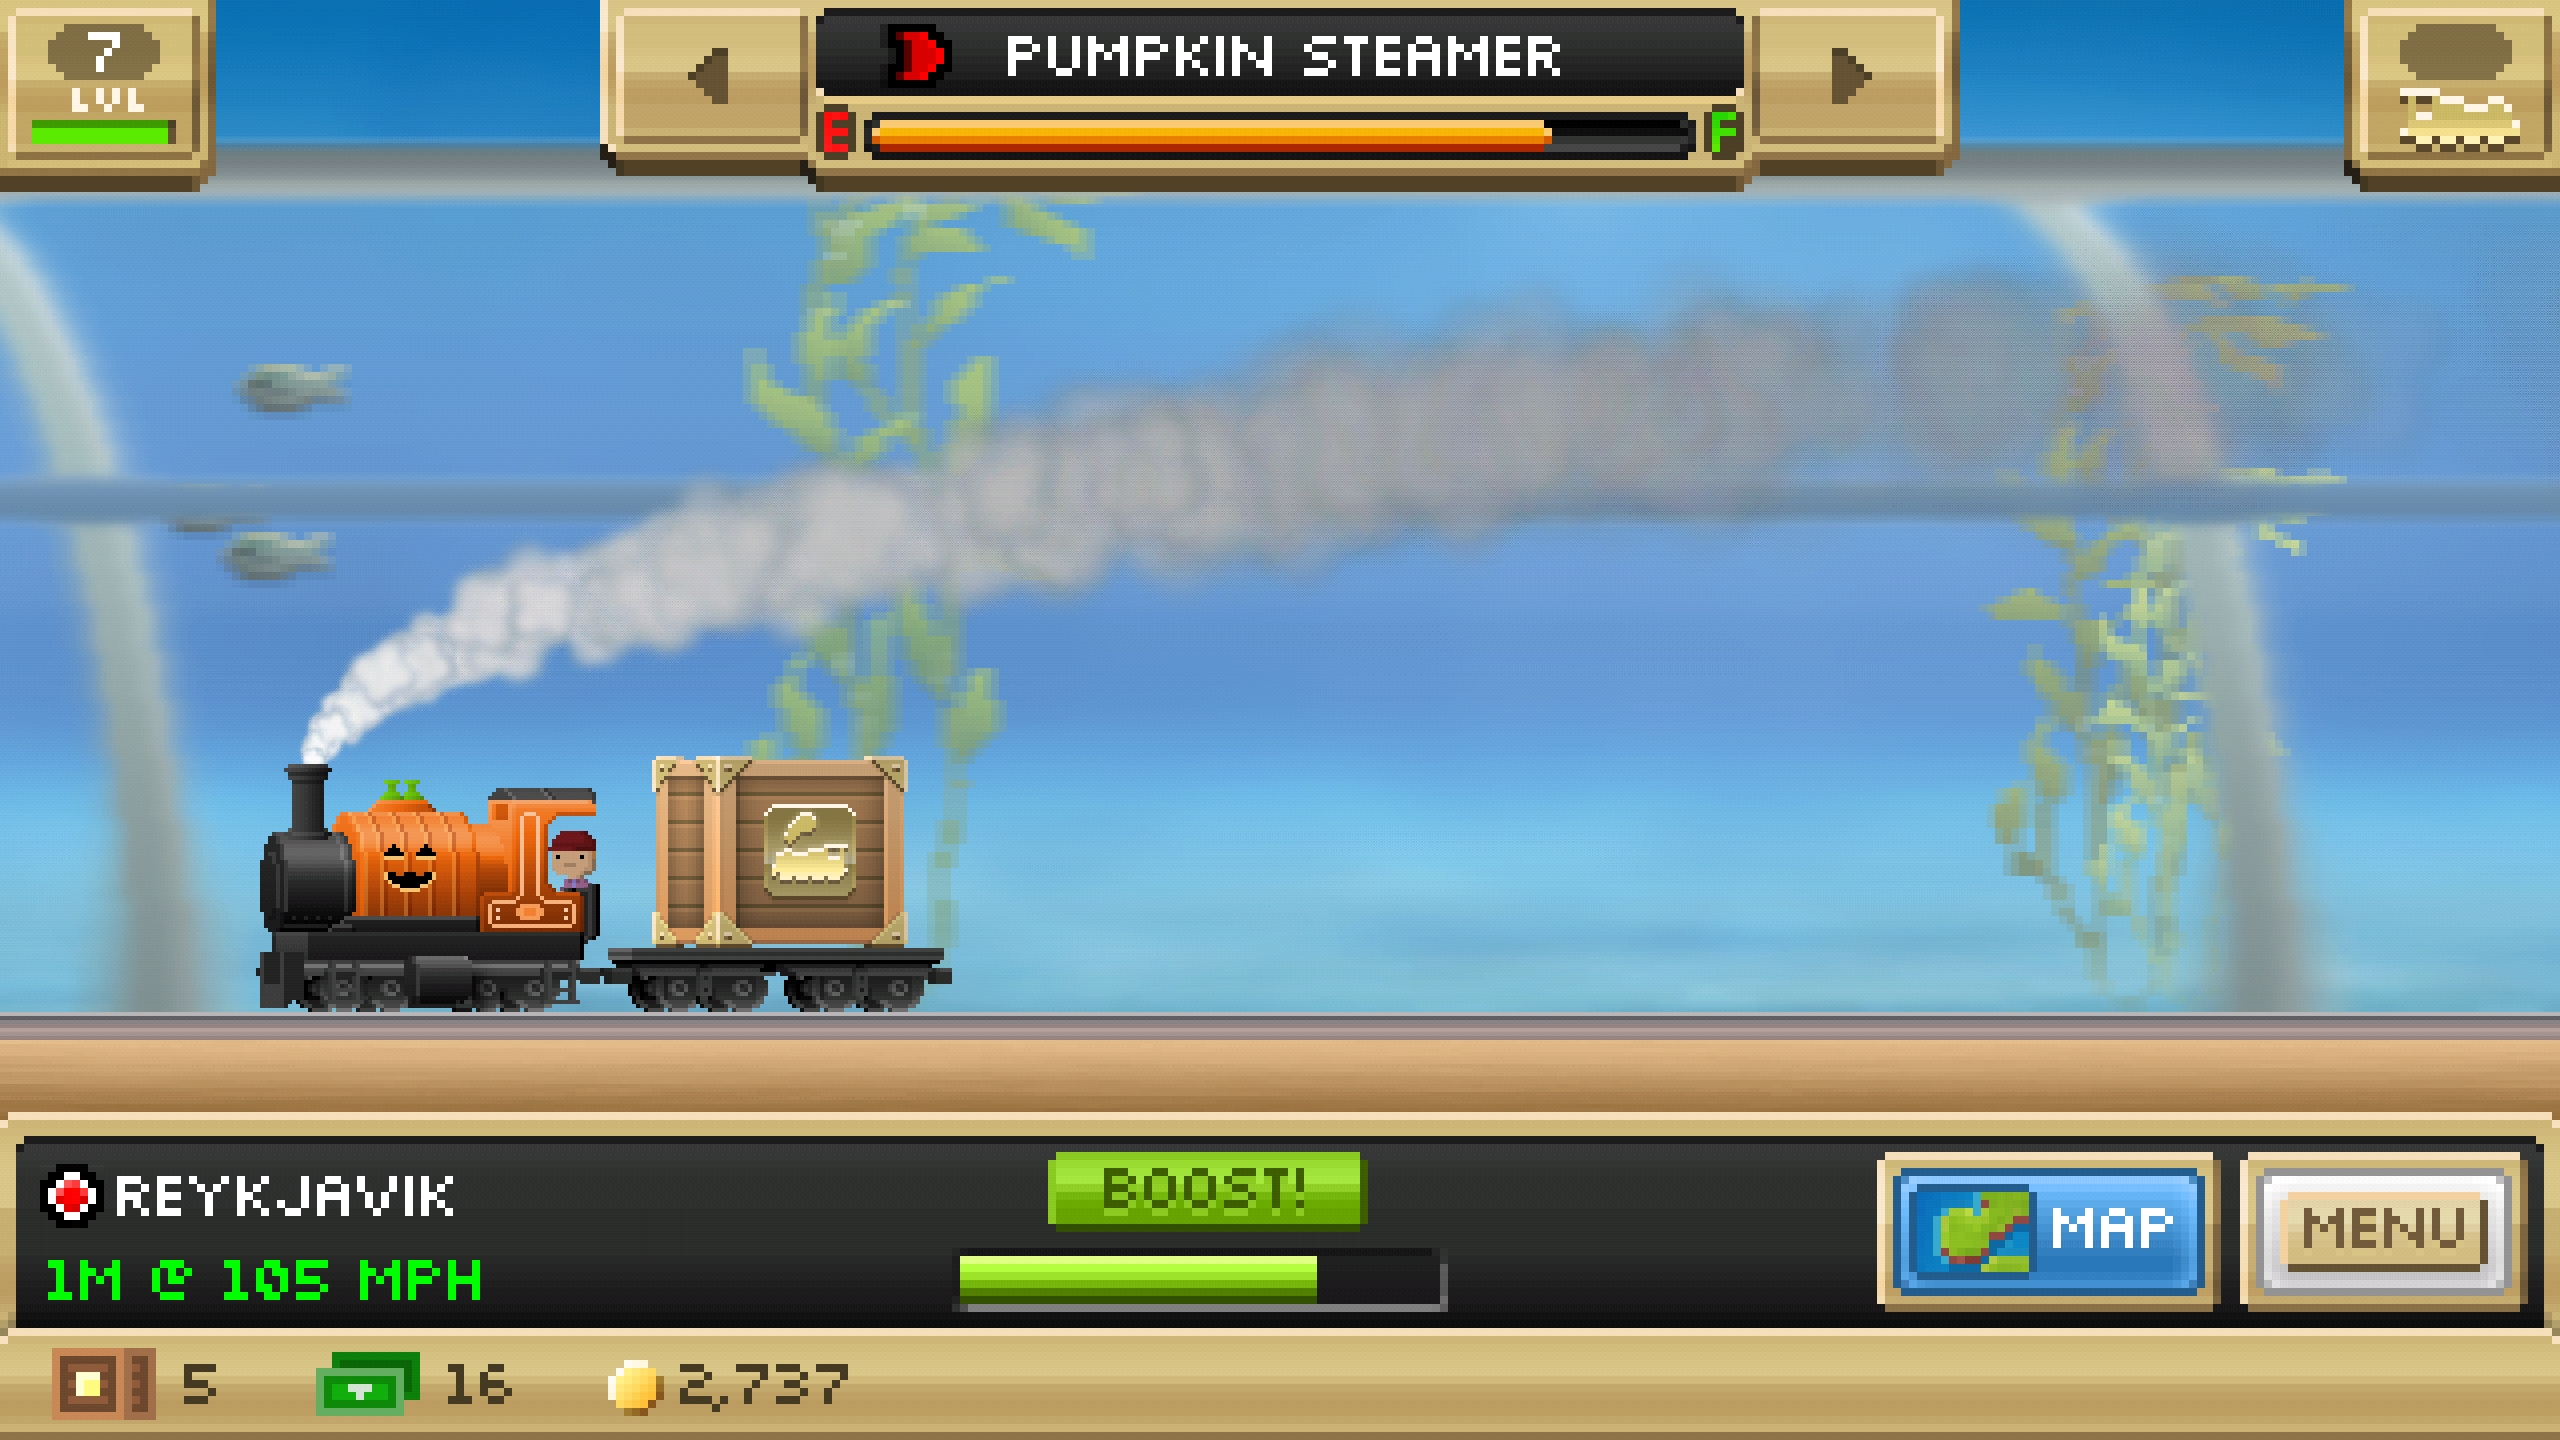 7
LVL
PUMPKIN STEAMER
E F
REYKJAVIK
1M @ 105 MPH
BOOST!
MAP
MENU
5 16 2,737